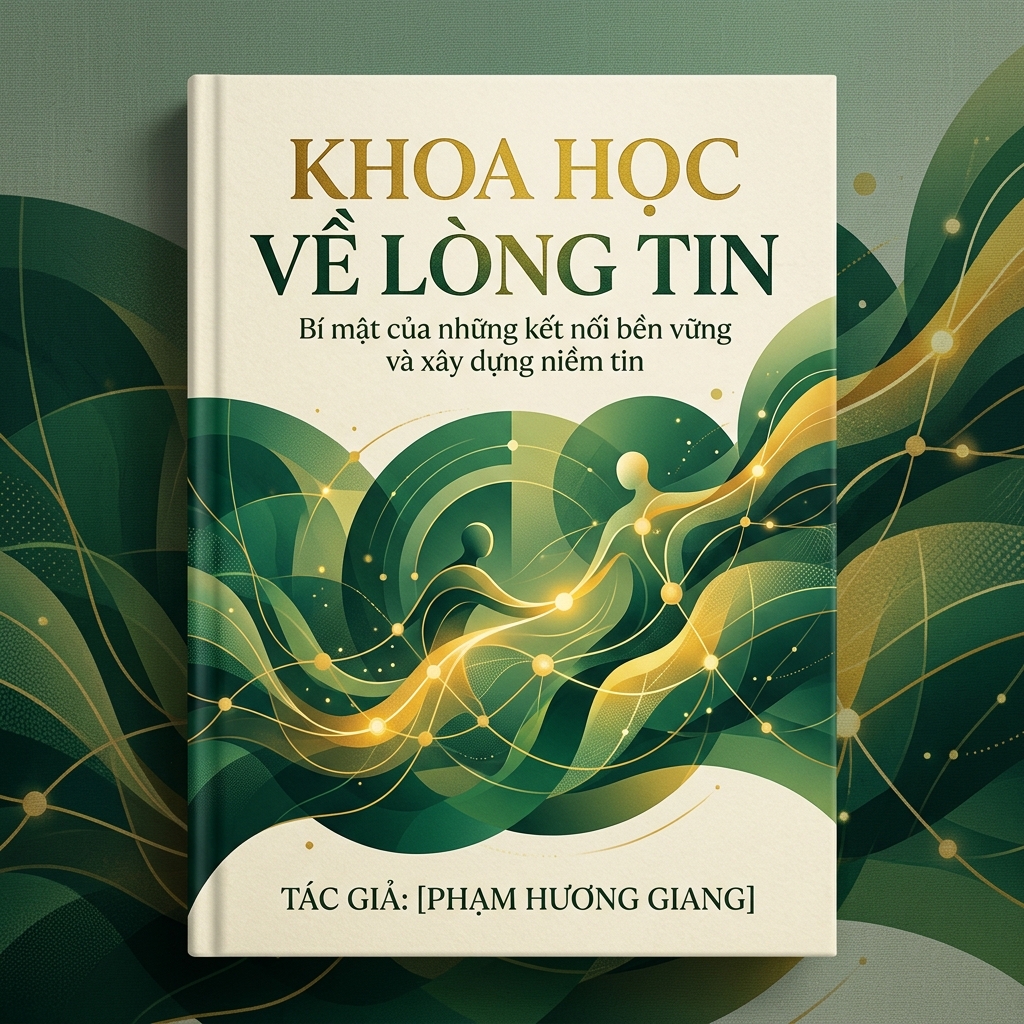 KHOA HỌC
VỀ LÒNG TIN
Bí mật của những kết nối bền vững
và xây dựng niềm tin
TÁC GIẢ: [PHẠM HƯƠNG GIANG]